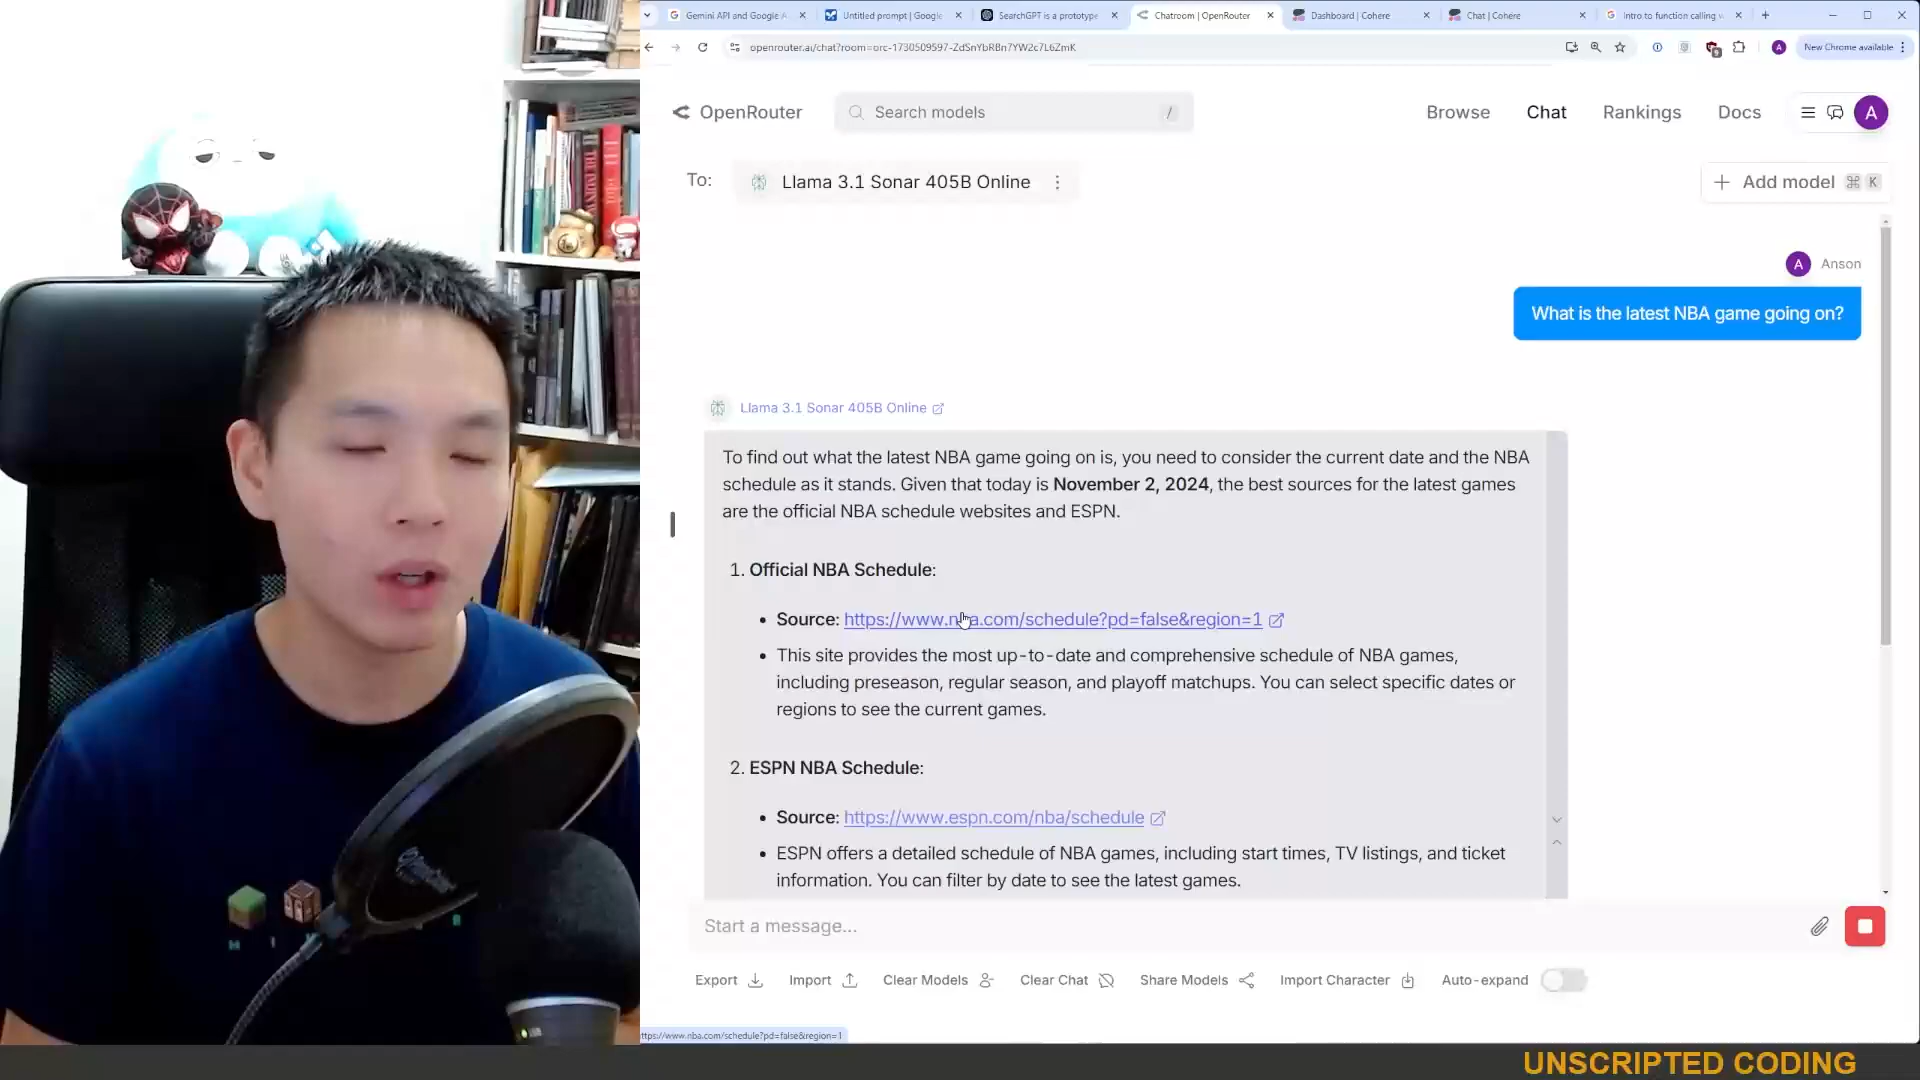 Gemini API and Google A
Untitled prompt | Google
SearchGPT is a prototype
Chatroom | OpenRouter
Dashboard | Cohere
Chat | Cohere
Intro to function calling
openrouter.ai/chat?room=orc-1730509597-ZdSnYbRBn7YW2c7L6ZmK
New Chrome available
OpenRouter
Search models
/
Browse
Chat
Rankings
Docs
A
To:
Llama 3.1 Sonar 405B Online
Add model ⌘ K
A Anson
What is the latest NBA game going on?
Llama 3.1 Sonar 405B Online
To find out what the latest NBA game going on is, you need to consider the current date and the NBA
schedule as it stands. Given that today is November 2, 2024, the best sources for the latest games
are the official NBA schedule websites and ESPN.
1. Official NBA Schedule:
• Source: https://www.nba.com/schedule?pd=false&region=1
• This site provides the most up-to-date and comprehensive schedule of NBA games,
including preseason, regular season, and playoff matchups. You can select specific dates or
regions to see the current games.
2. ESPN NBA Schedule:
• Source: https://www.espn.com/nba/schedule
• ESPN offers a detailed schedule of NBA games, including start times, TV listings, and ticket
information. You can filter by date to see the latest games.
Start a message...
Export
Import
Clear Models
Clear Chat
Share Models
Import Character
Auto-expand
ttps://www.nba.com/schedule?pd=false&region=1
UNSCRIPTED CODING